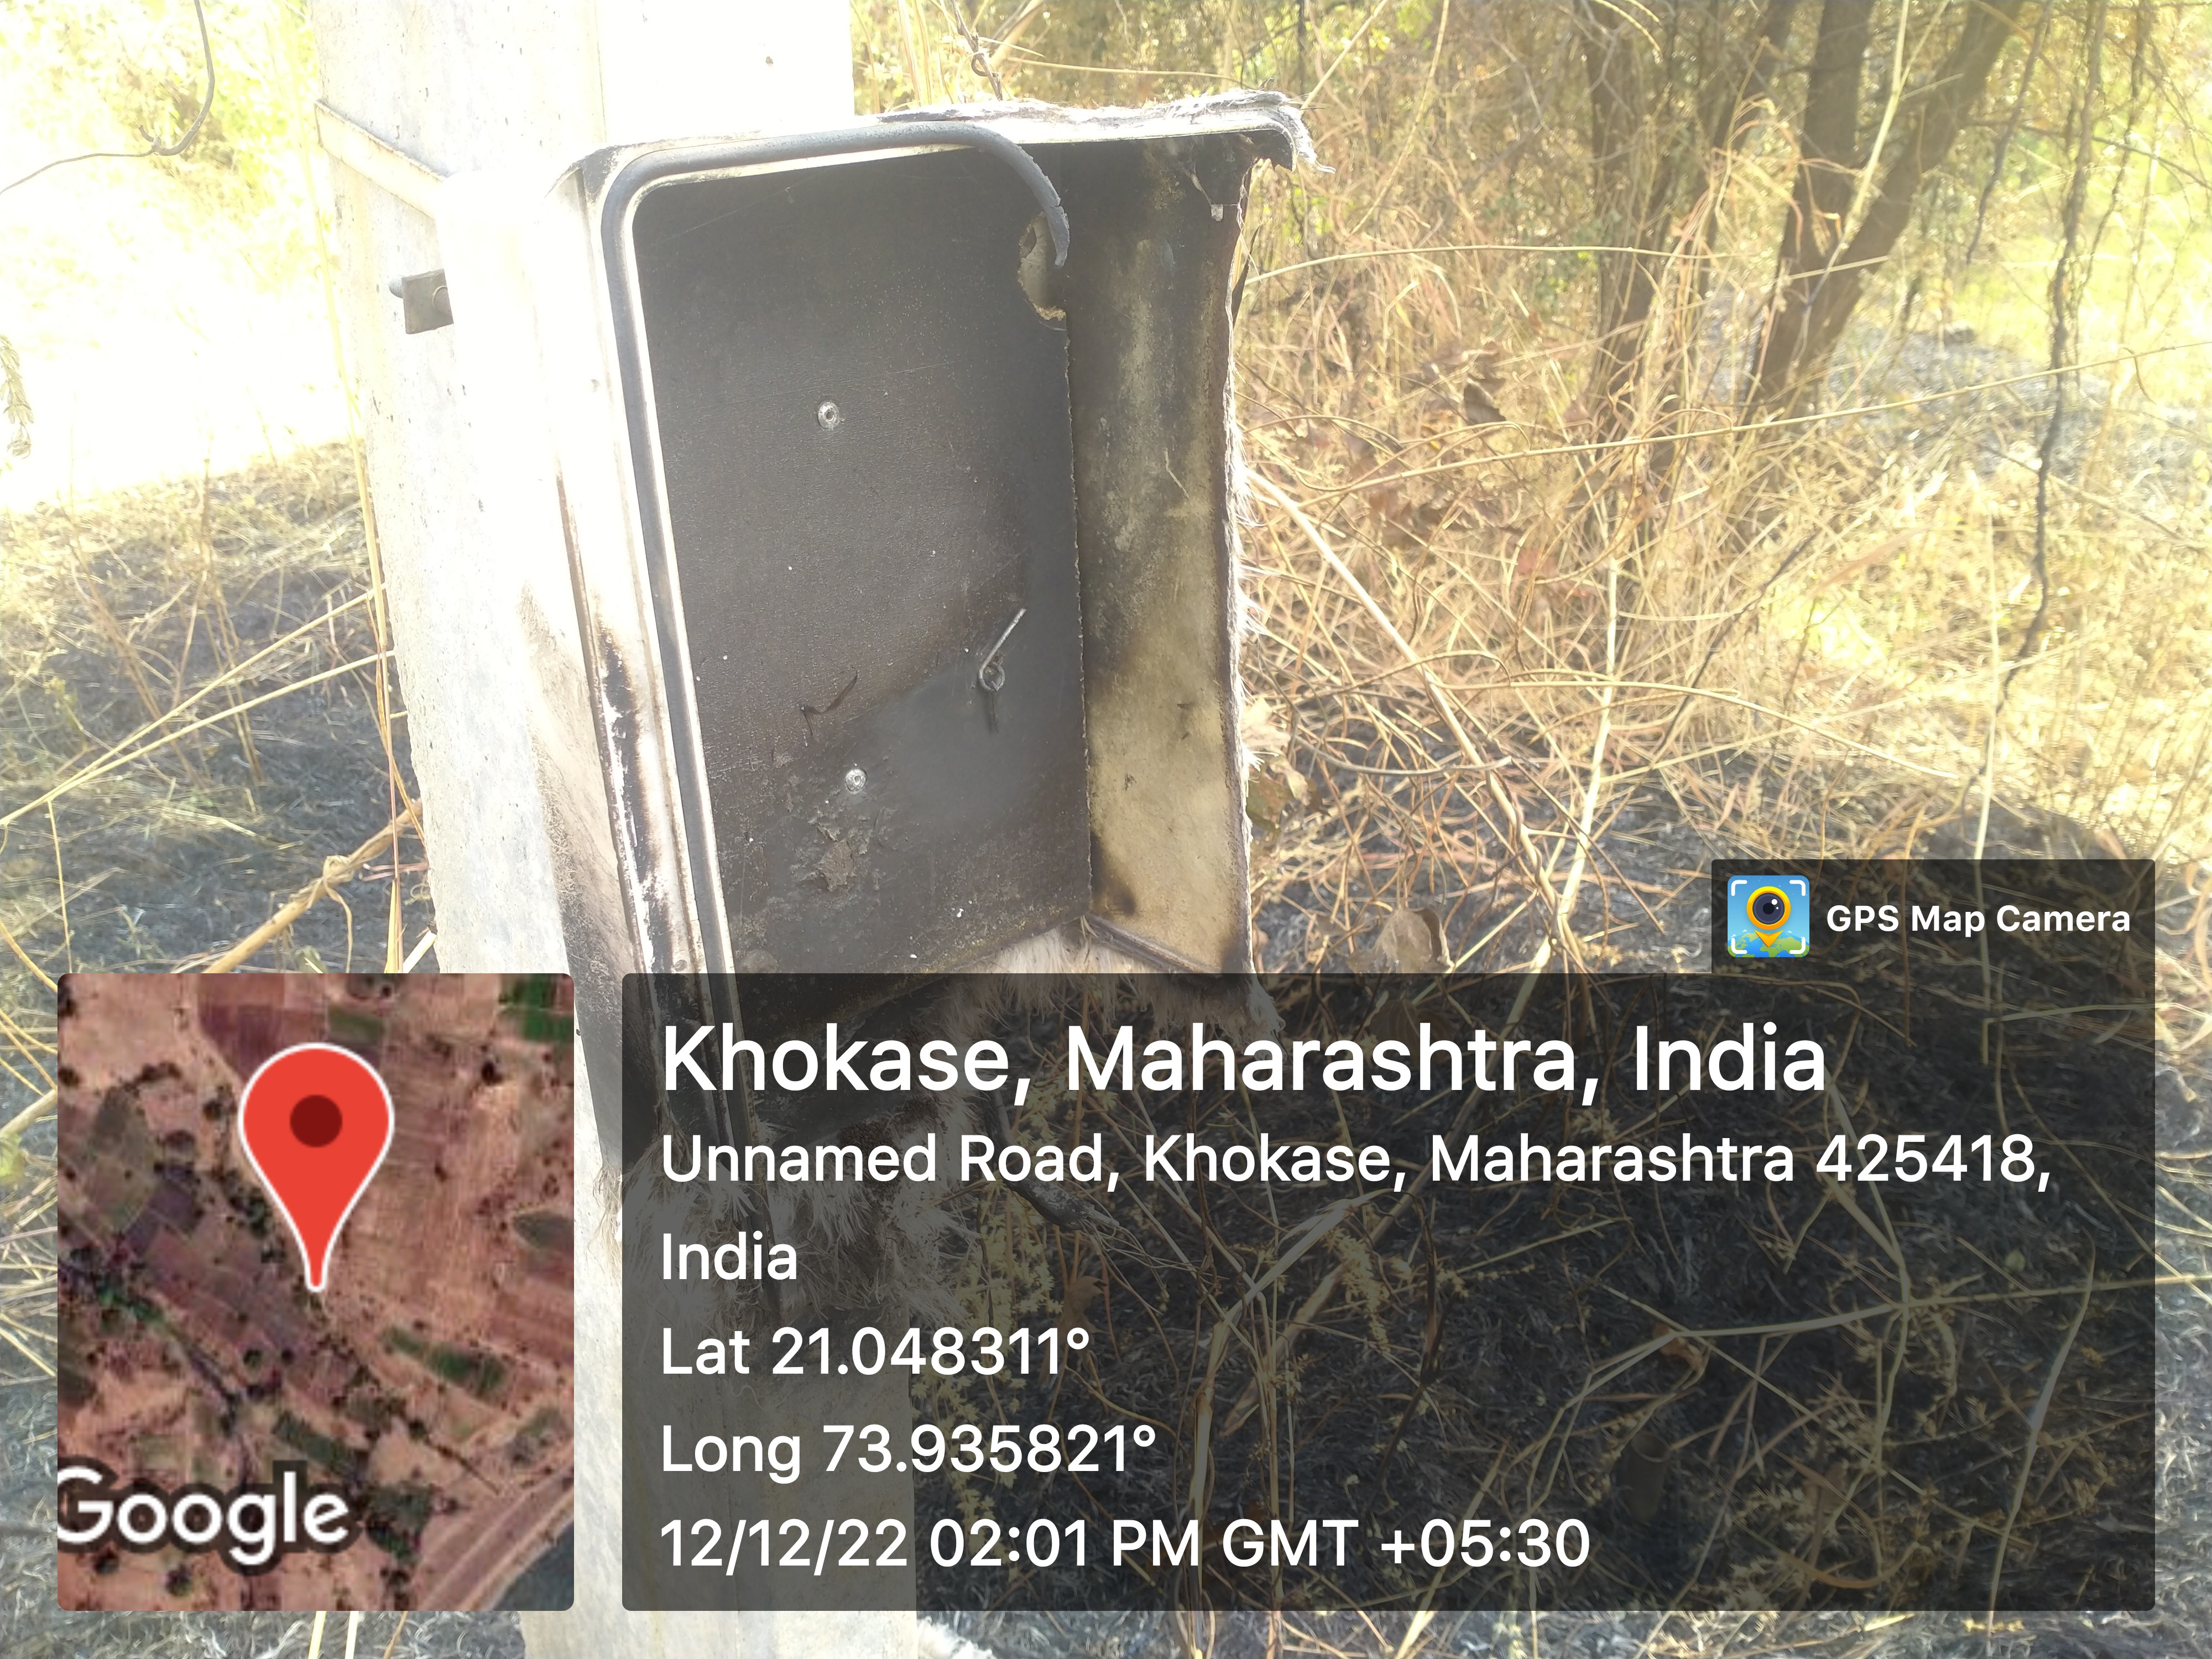 GPS Map Camera
Khokase, Maharashtra, India
Unnamed Road, Khokase, Maharashtra 425418,
India
Lat 21.048311°
Long 73.935821°
12/12/22 02:01 PM GMT +05:30
Google